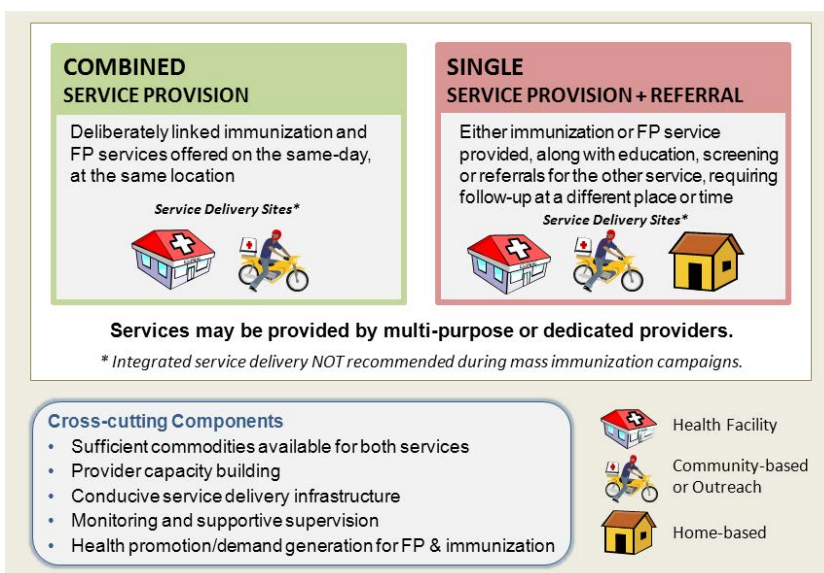 COMBINED
SERVICE PROVISION
Deliberately linked immunization and
FP services offered on the same-day,
at the same location
Service Delivery Sites*
SINGLE
SERVICE PROVISION + REFERRAL
Either immunization or FP service
provided, along with education, screening
or referrals for the other service, requiring
follow-up at a different place or time
Service Delivery Sites*
Services may be provided by multi-purpose or dedicated providers.
* Integrated service delivery NOT recommended during mass immunization campaigns.
Cross-cutting Components
• Sufficient commodities available for both services
• Provider capacity building
• Conducive service delivery infrastructure
• Monitoring and supportive supervision
• Health promotion/demand generation for FP & immunization
Health Facility
Community-based
or Outreach
Home-based